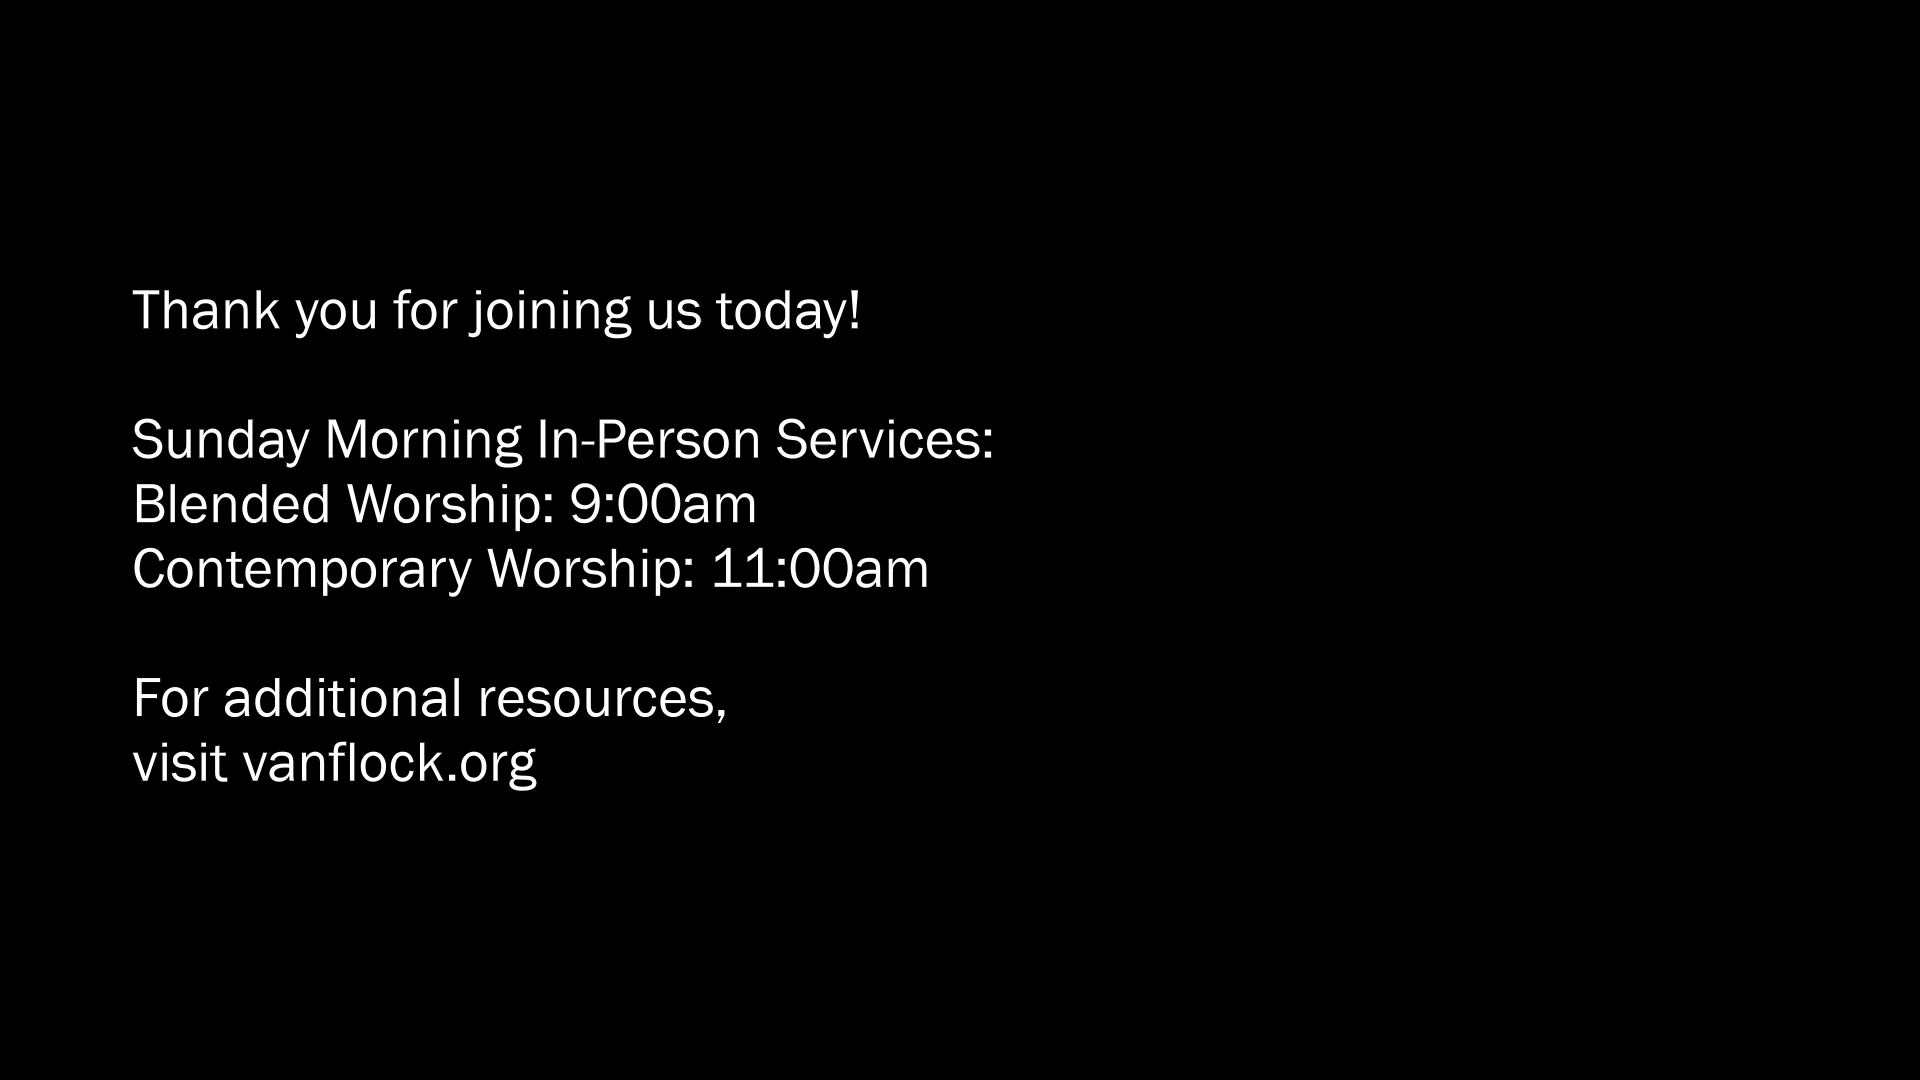 Thank you for joining us today!
Sunday Morning In-Person Services:
Blended Worship: 9:00am
Contemporary Worship: 11:00am
For additional resources,
visit vanflock.org